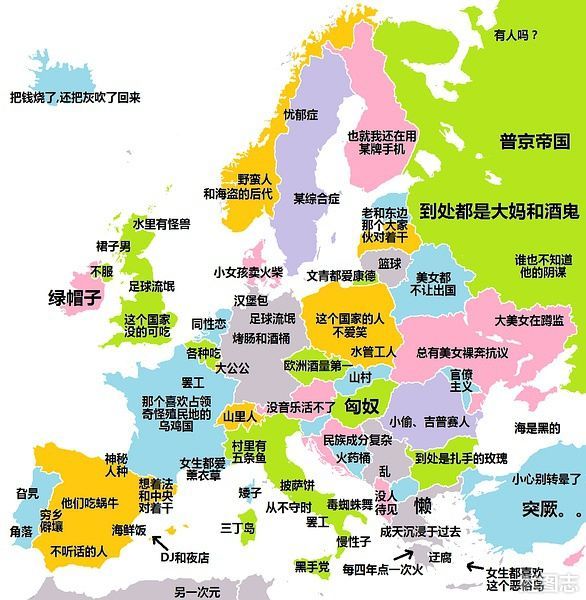 有人吗？
把钱烧了,还把灰吹了回来
忧郁症
也就我还在用
某牌手机
普京帝国
野蛮人
和海盗的后代
某综合症
到处都是大妈和酒鬼
老和东边
那个大家
伙对着干
水里有怪兽
裙子男
不服
小女孩卖火柴
文青都爱康德
篮球
美女都
不让出国
谁也不知道
他的阴谋
绿帽子
足球流氓
这个国家
没的可吃
汉堡包
足球流氓
烤肠和酒桶
同性恋
这个国家的人
不爱笑
水管工人
大美女在蹲监
总有美女裸奔抗议
各种吃
大公公
欧洲酒量第一
山村
官僚
主义
罢工
那个爱占领
奇怪殖民地的
乌鸡国
山里人
没音乐活不了
匈奴
小偷、吉普赛人
海是黑的
村里有
五条鱼
民族成分复杂
火药桶
乱
到处是扎手的玫瑰
神秘
人种
想着法
和中央
对着干
女生都爱
薰衣草
矮子
披萨饼
从不守时
罢工
毒蜘蛛舞
没人
待见
懒
小心别转晕了
突厥。。
旮旯
角落
穷乡
僻壤
他们吃蜗牛
海鲜饭
不听话的人
三丁岛
慢性子
成天沉浸于过去
DJ和夜店
黑手党
每四年点一次火
迂腐
女生都喜欢
这个恶俗岛
另一次元